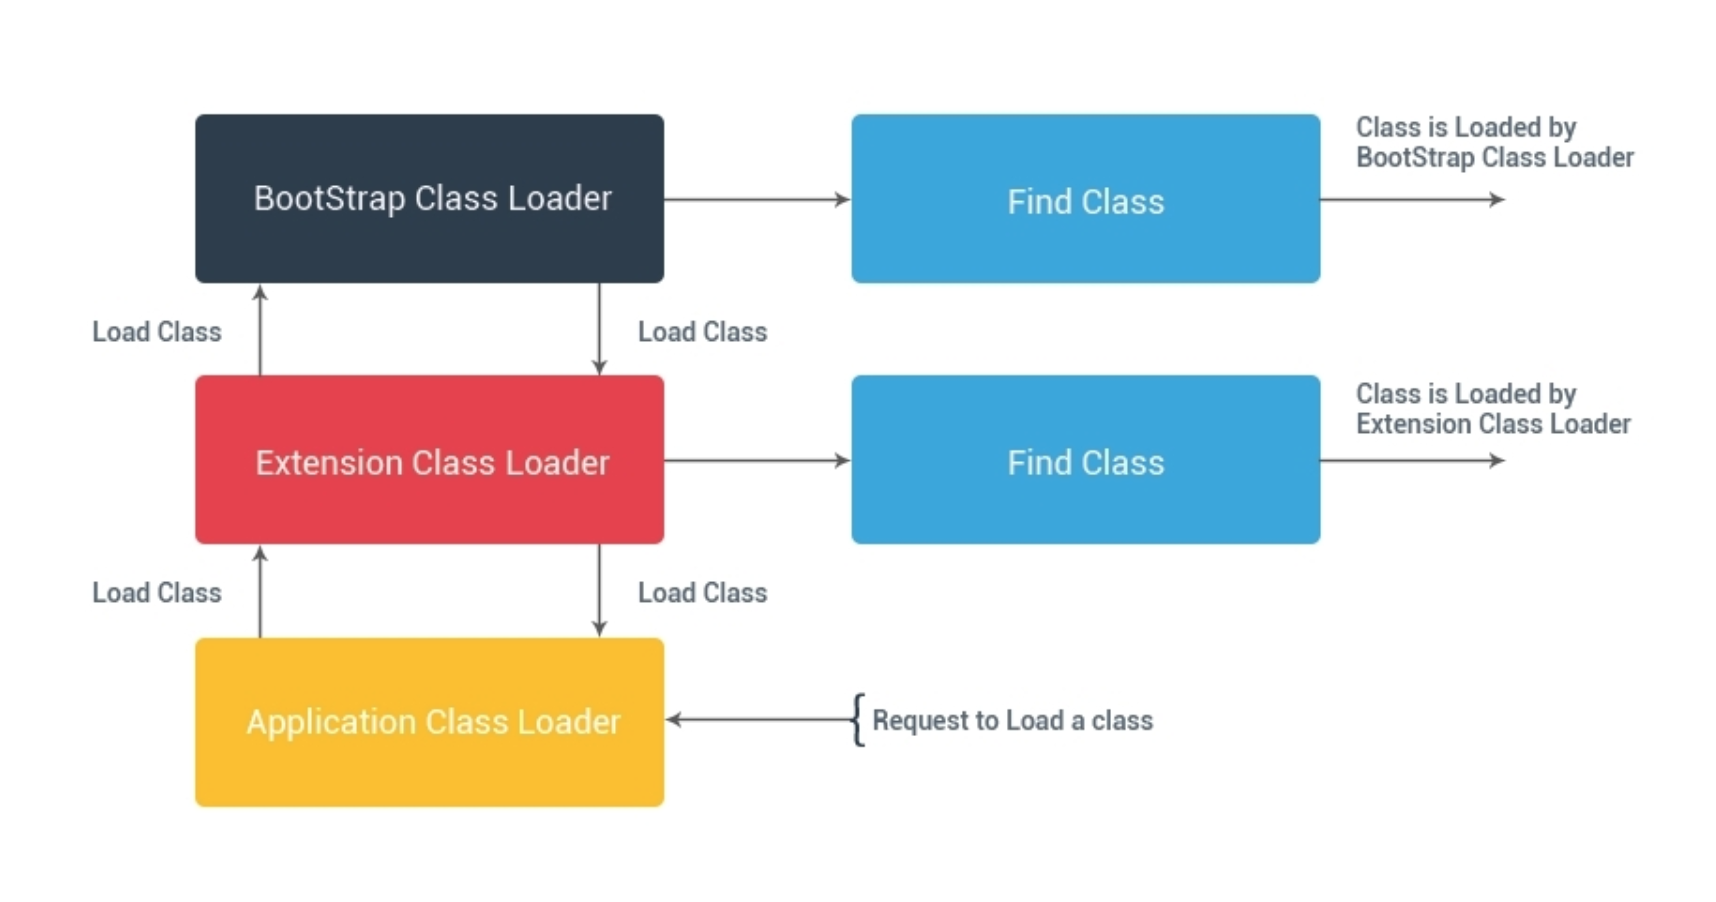 BootStrap Class Loader
Find Class
Class is Loaded by
BootStrap Class Loader
Load Class
Load Class
Extension Class Loader
Find Class
Class is Loaded by
Extension Class Loader
Load Class
Load Class
Application Class Loader
{ Request to Load a class